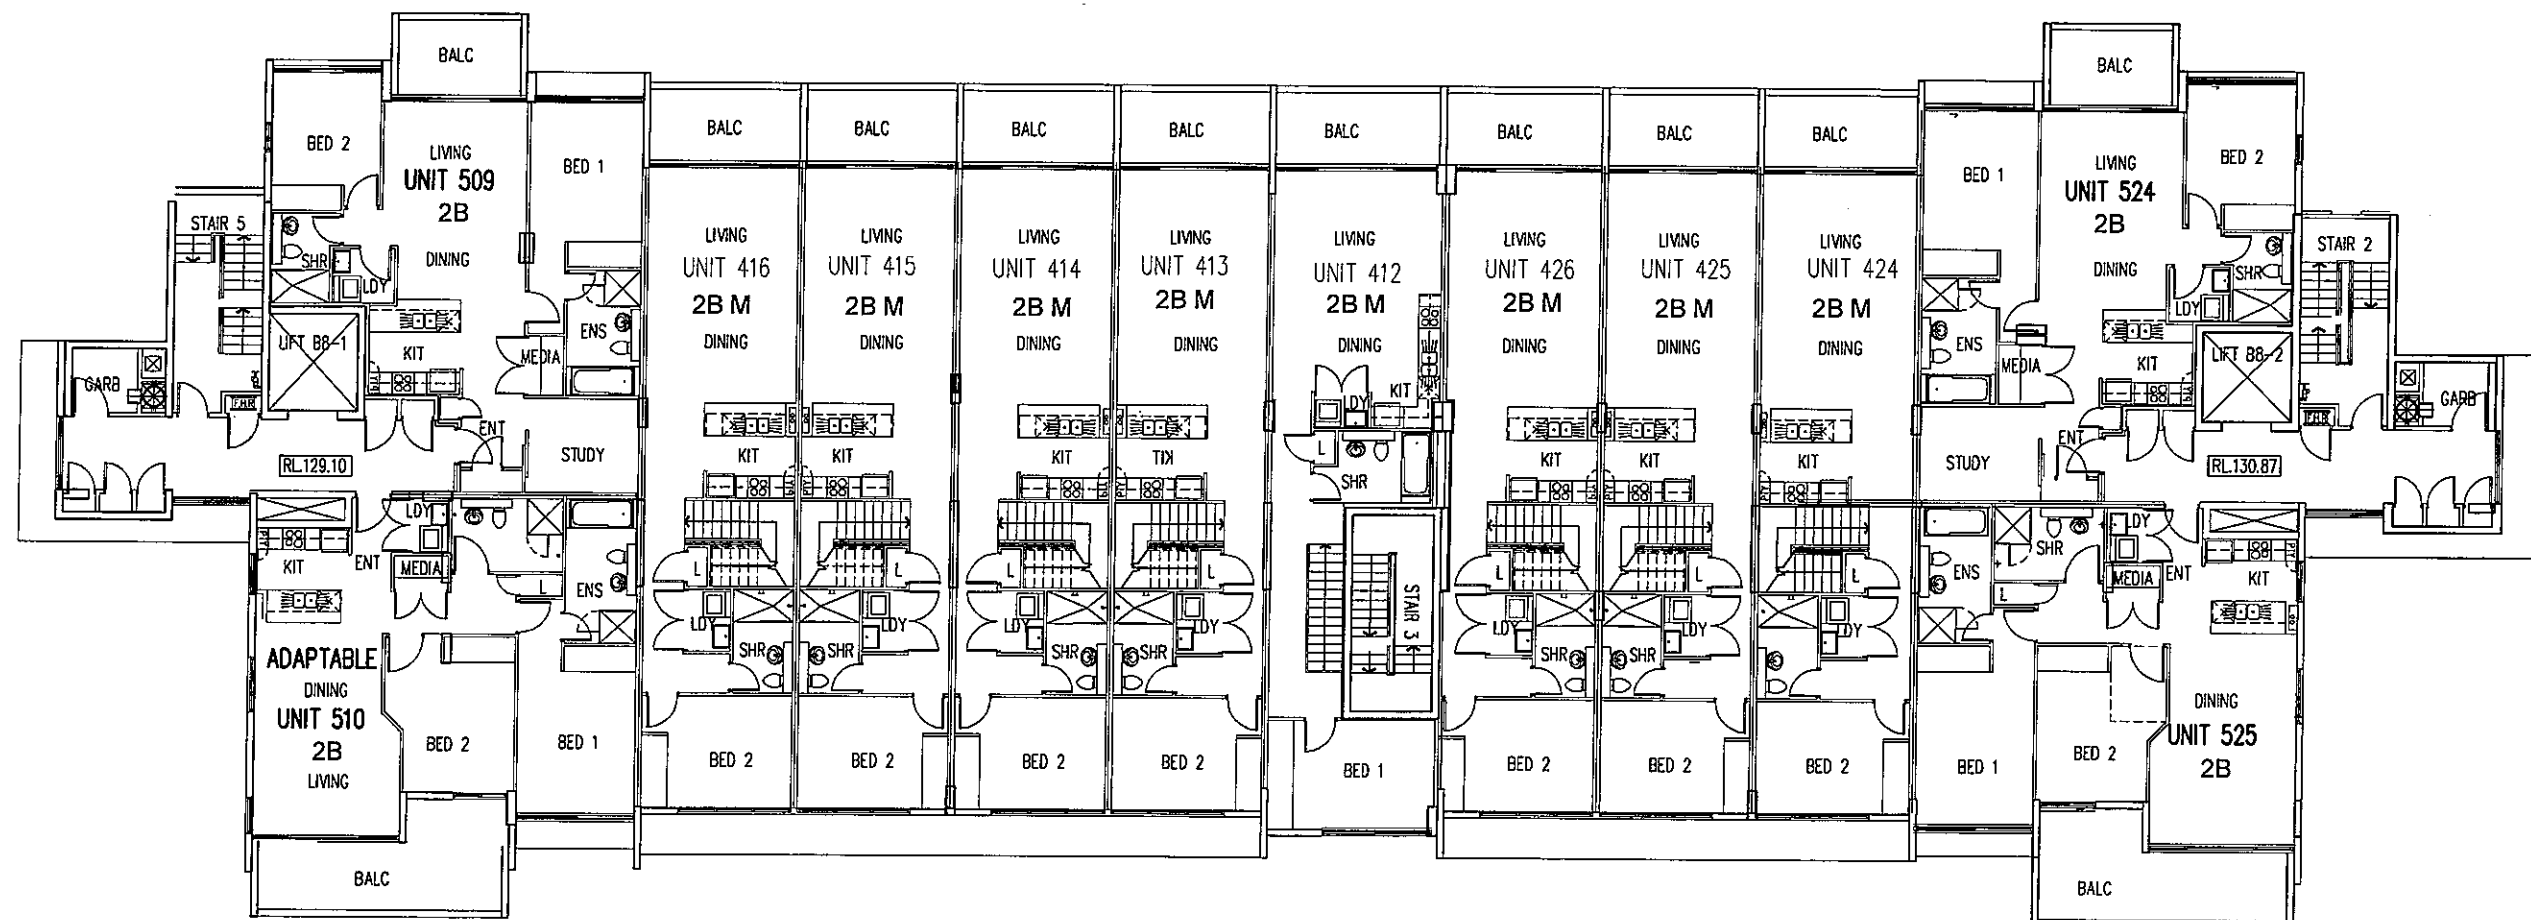 BALC
BED 2
LIVING
UNIT 509
2B
DINING
BED 1
STAIR 5
SHR
LDY
LIFT B8-1
KIT
MEDIA
ENS
GARB
F.H.R
ENT
STUDY
RL.129.10
LDY
KIT
ENT
MEDIA
L
ENS
ADAPTABLE
DINING
UNIT 510
2B
LIVING
BED 2
BED 1
BALC
BALC
LIVING
UNIT 416
2B M
DINING
KIT
L
LDY
SHR
BED 2
BALC
LIVING
UNIT 415
2B M
DINING
KIT
L
LDY
SHR
BED 2
BALC
LIVING
UNIT 414
2B M
DINING
KIT
L
LDY
SHR
BED 2
BALC
LIVING
UNIT 413
2B M
DINING
KIT
L
LDY
SHR
BED 2
BALC
LIVING
UNIT 412
2B M
DINING
LDY
KIT
L
SHR
STAIR 3
BED 1
BALC
LIVING
UNIT 426
2B M
DINING
KIT
L
LDY
SHR
BED 2
BALC
LIVING
UNIT 425
2B M
DINING
KIT
L
LDY
SHR
BED 2
BALC
LIVING
UNIT 424
2B M
DINING
KIT
L
LDY
BED 2
BALC
BED 1
LIVING
UNIT 524
2B
BED 2
DINING
STAIR 2
SHR
LDY
ENS
MEDIA
KIT
LIFT B8-2
GARB
F.H.R
ENT
STUDY
RL.130.87
LDY
SHR
ENS
MEDIA
ENT
KIT
L
DINING
UNIT 525
2B
BED 1
BED 2
BALC